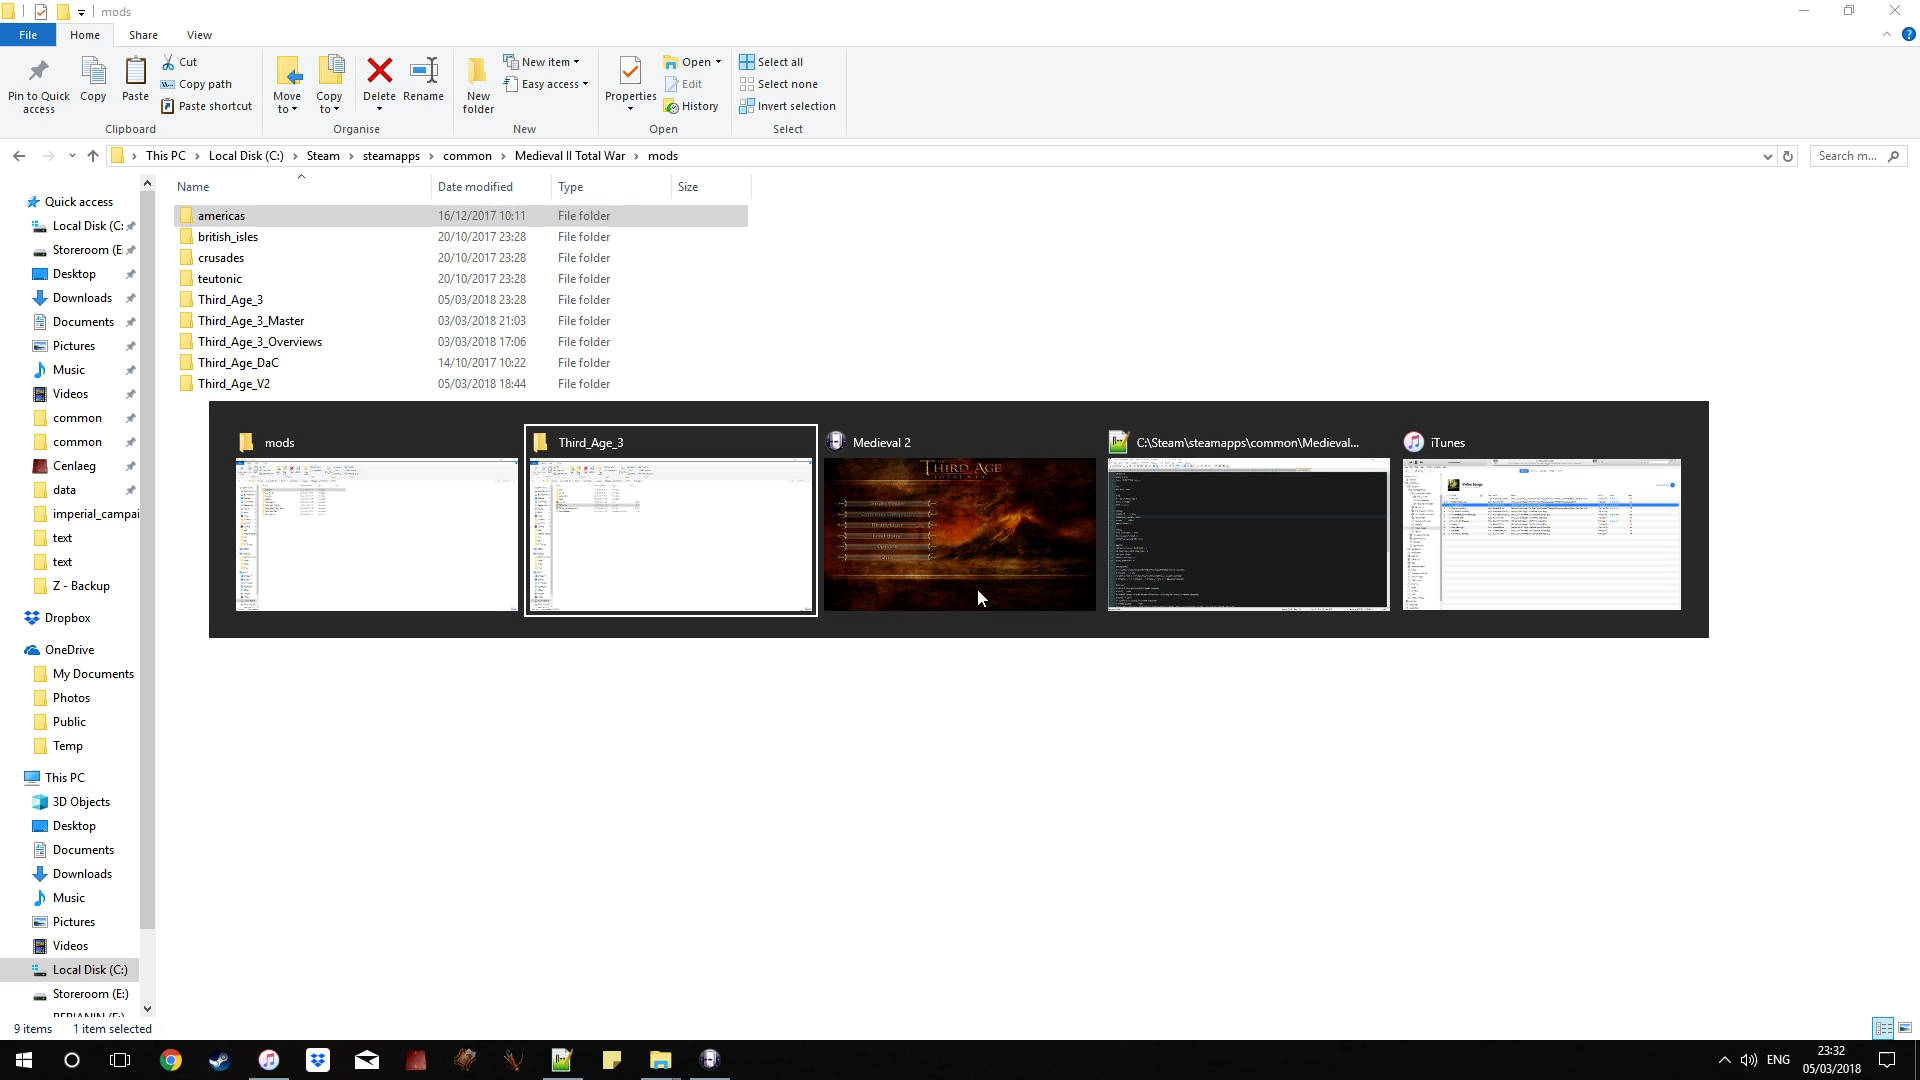 mods
File Home Share View
Pin to Quick access
Copy
Paste
Cut
Copy path
Paste shortcut
Clipboard
Move to
Copy to
Delete
Rename
Organise
New folder
New item
Easy access
New
Properties
Open
Edit
History
Open
Select all
Select none
Invert selection
Select
This PC > Local Disk (C:) > Steam > steamapps > common > Medieval II Total War > mods
Search m...
Name Date modified Type Size
americas 16/12/2017 10:11 File folder
british_isles 20/10/2017 23:28 File folder
crusades 20/10/2017 23:28 File folder
teutonic 20/10/2017 23:28 File folder
Third_Age_3 05/03/2018 23:28 File folder
Third_Age_3_Master 03/03/2018 21:03 File folder
Third_Age_3_Overviews 03/03/2018 17:06 File folder
Third_Age_DaC 14/10/2017 10:22 File folder
Third_Age_V2 05/03/2018 18:44 File folder
Quick access
Local Disk (C:
Storeroom (E:
Desktop
Downloads
Documents
Pictures
Music
Videos
common
common
Cenlaeg
data
imperial_campai
text
text
Z - Backup
Dropbox
OneDrive
My Documents
Photos
Public
Temp
This PC
3D Objects
Desktop
Documents
Downloads
Music
Pictures
Videos
Local Disk (C:)
Storeroom (E:)
mods
Third_Age_3
Medieval 2
C:\Steam\steamapps\common\Medieval...
iTunes
THIRD AGE
TOTAL WAR
9 items 1 item selected
ENG
23:32
05/03/2018